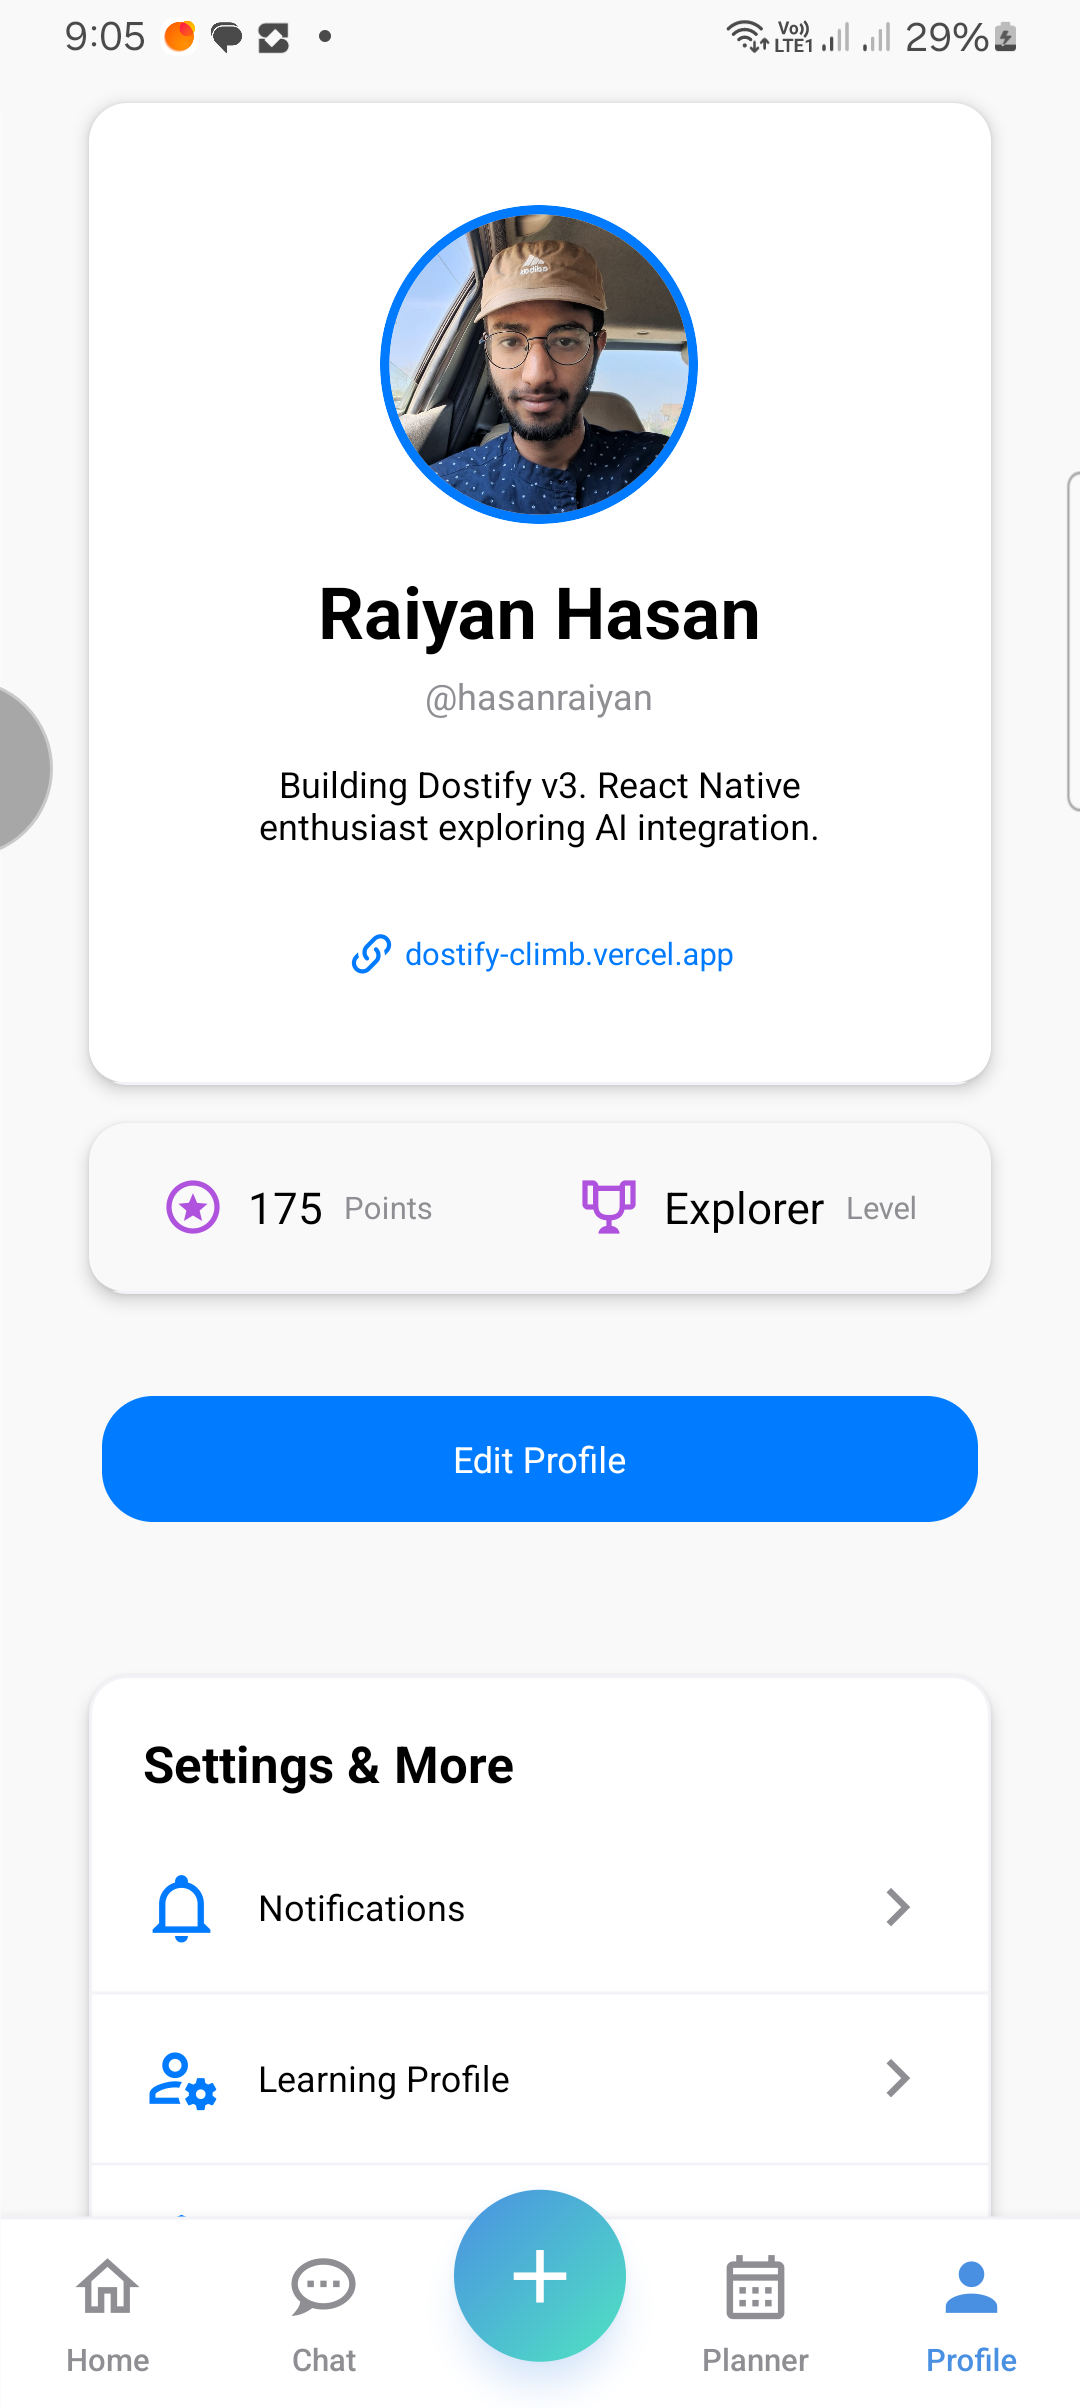 9:05
Vo))
LTE1
29%
Raiyan Hasan
@hasanraiyan
Building Dostify v3. React Native
enthusiast exploring AI integration.
dostify-climb.vercel.app
175 Points
Explorer Level
Edit Profile
Settings & More
Notifications
Learning Profile
Home
Chat
Planner
Profile